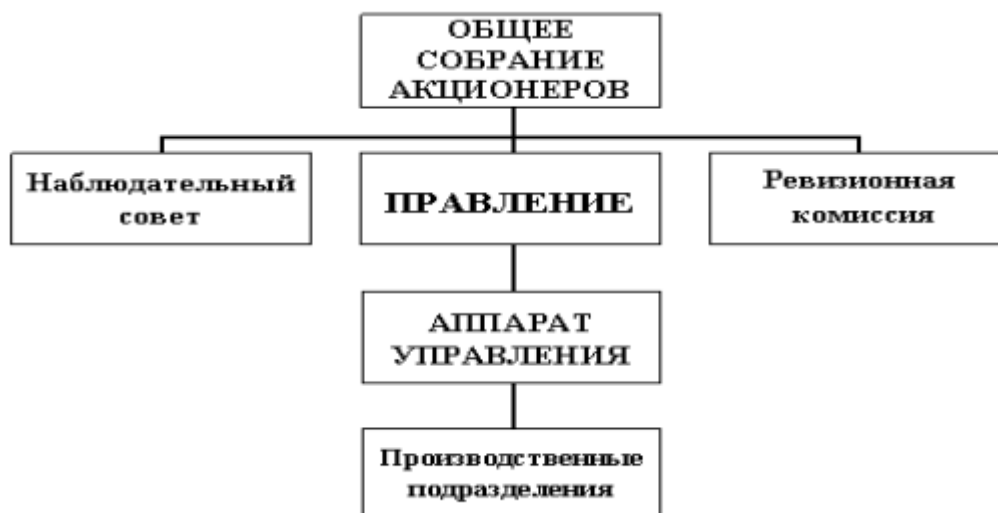 ОБЩЕЕ
СОБРАНИЕ
АКЦИОНЕРОВ
Наблюдательный
совет
ПРАВЛЕНИЕ
Ревизионная
комиссия
АППАРАТ
УПРАВЛЕНИЯ
Производственные
подразделения